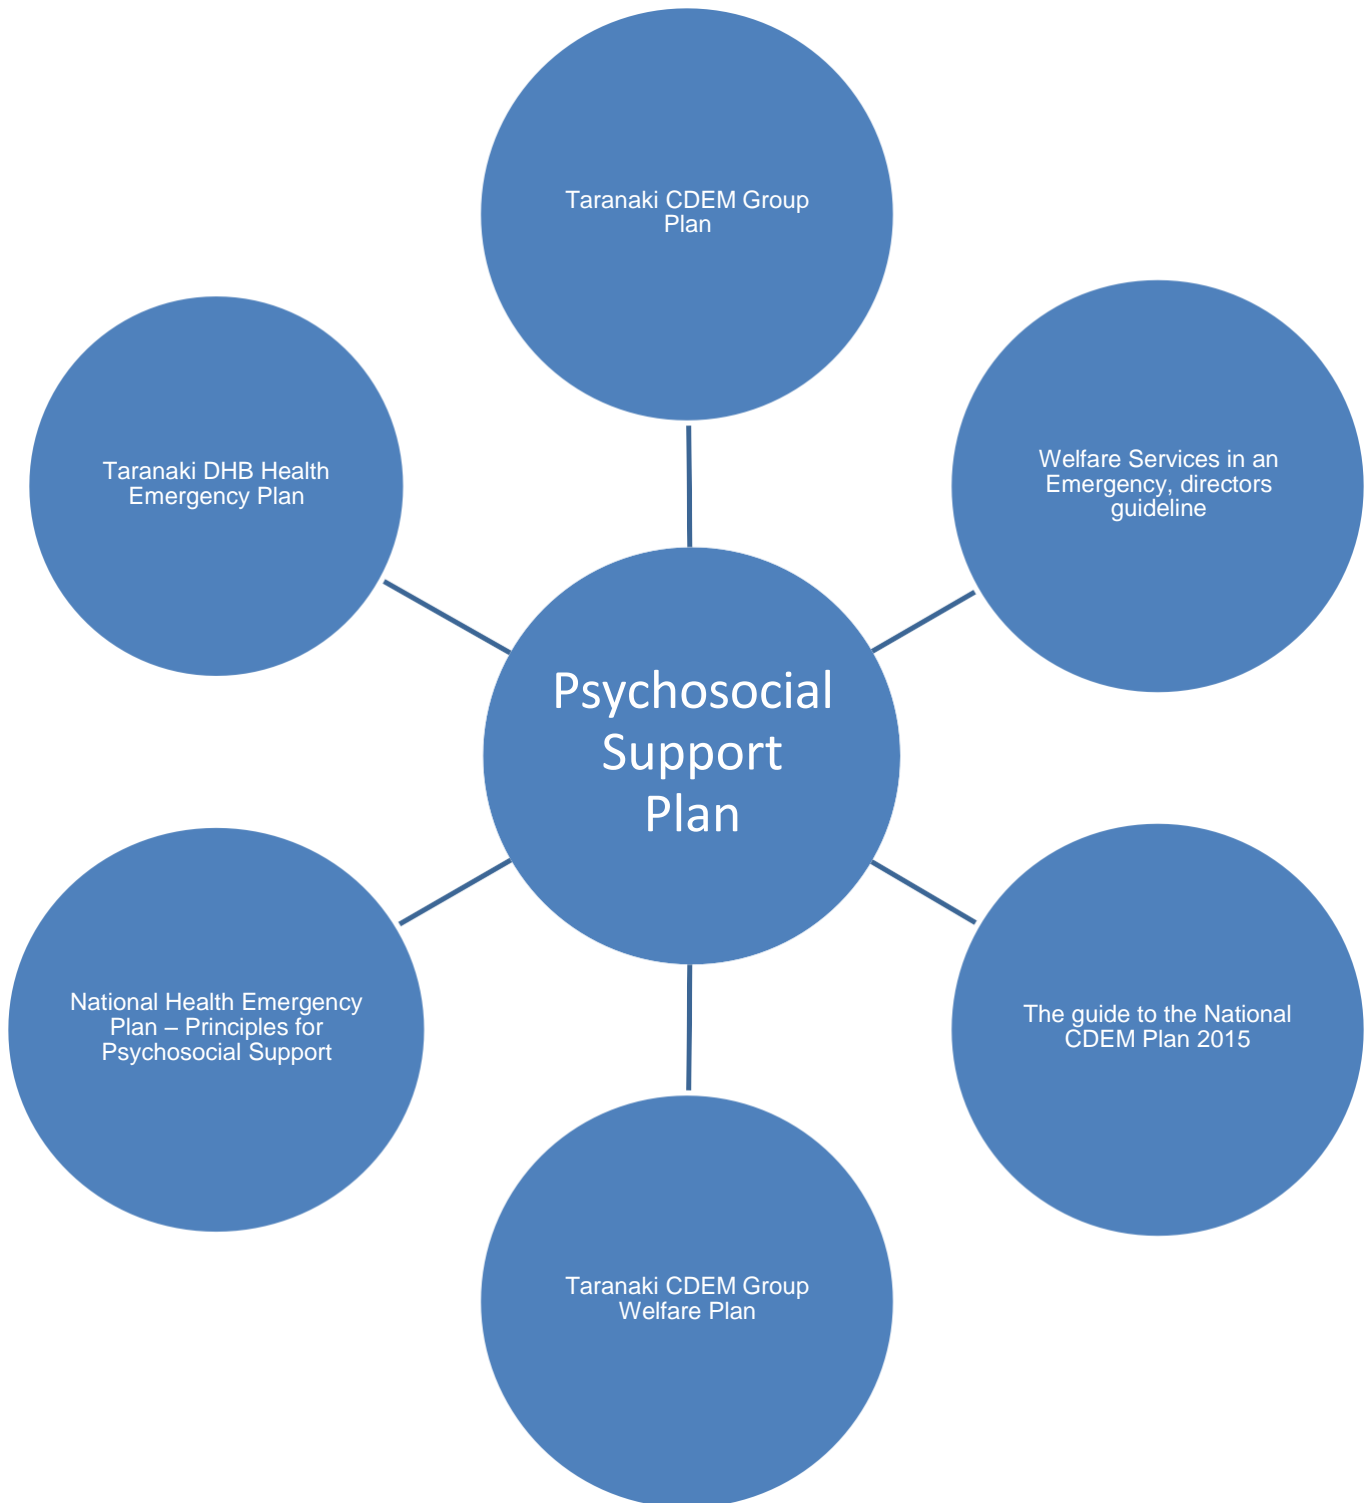 Taranaki CDEM Group
Plan
Taranaki DHB Health
Emergency Plan
Welfare Services in an
Emergency, directors
guideline
Psychosocial
Support
Plan
National Health Emergency
Plan – Principles for
Psychosocial Support
The guide to the National
CDEM Plan 2015
Taranaki CDEM Group
Welfare Plan